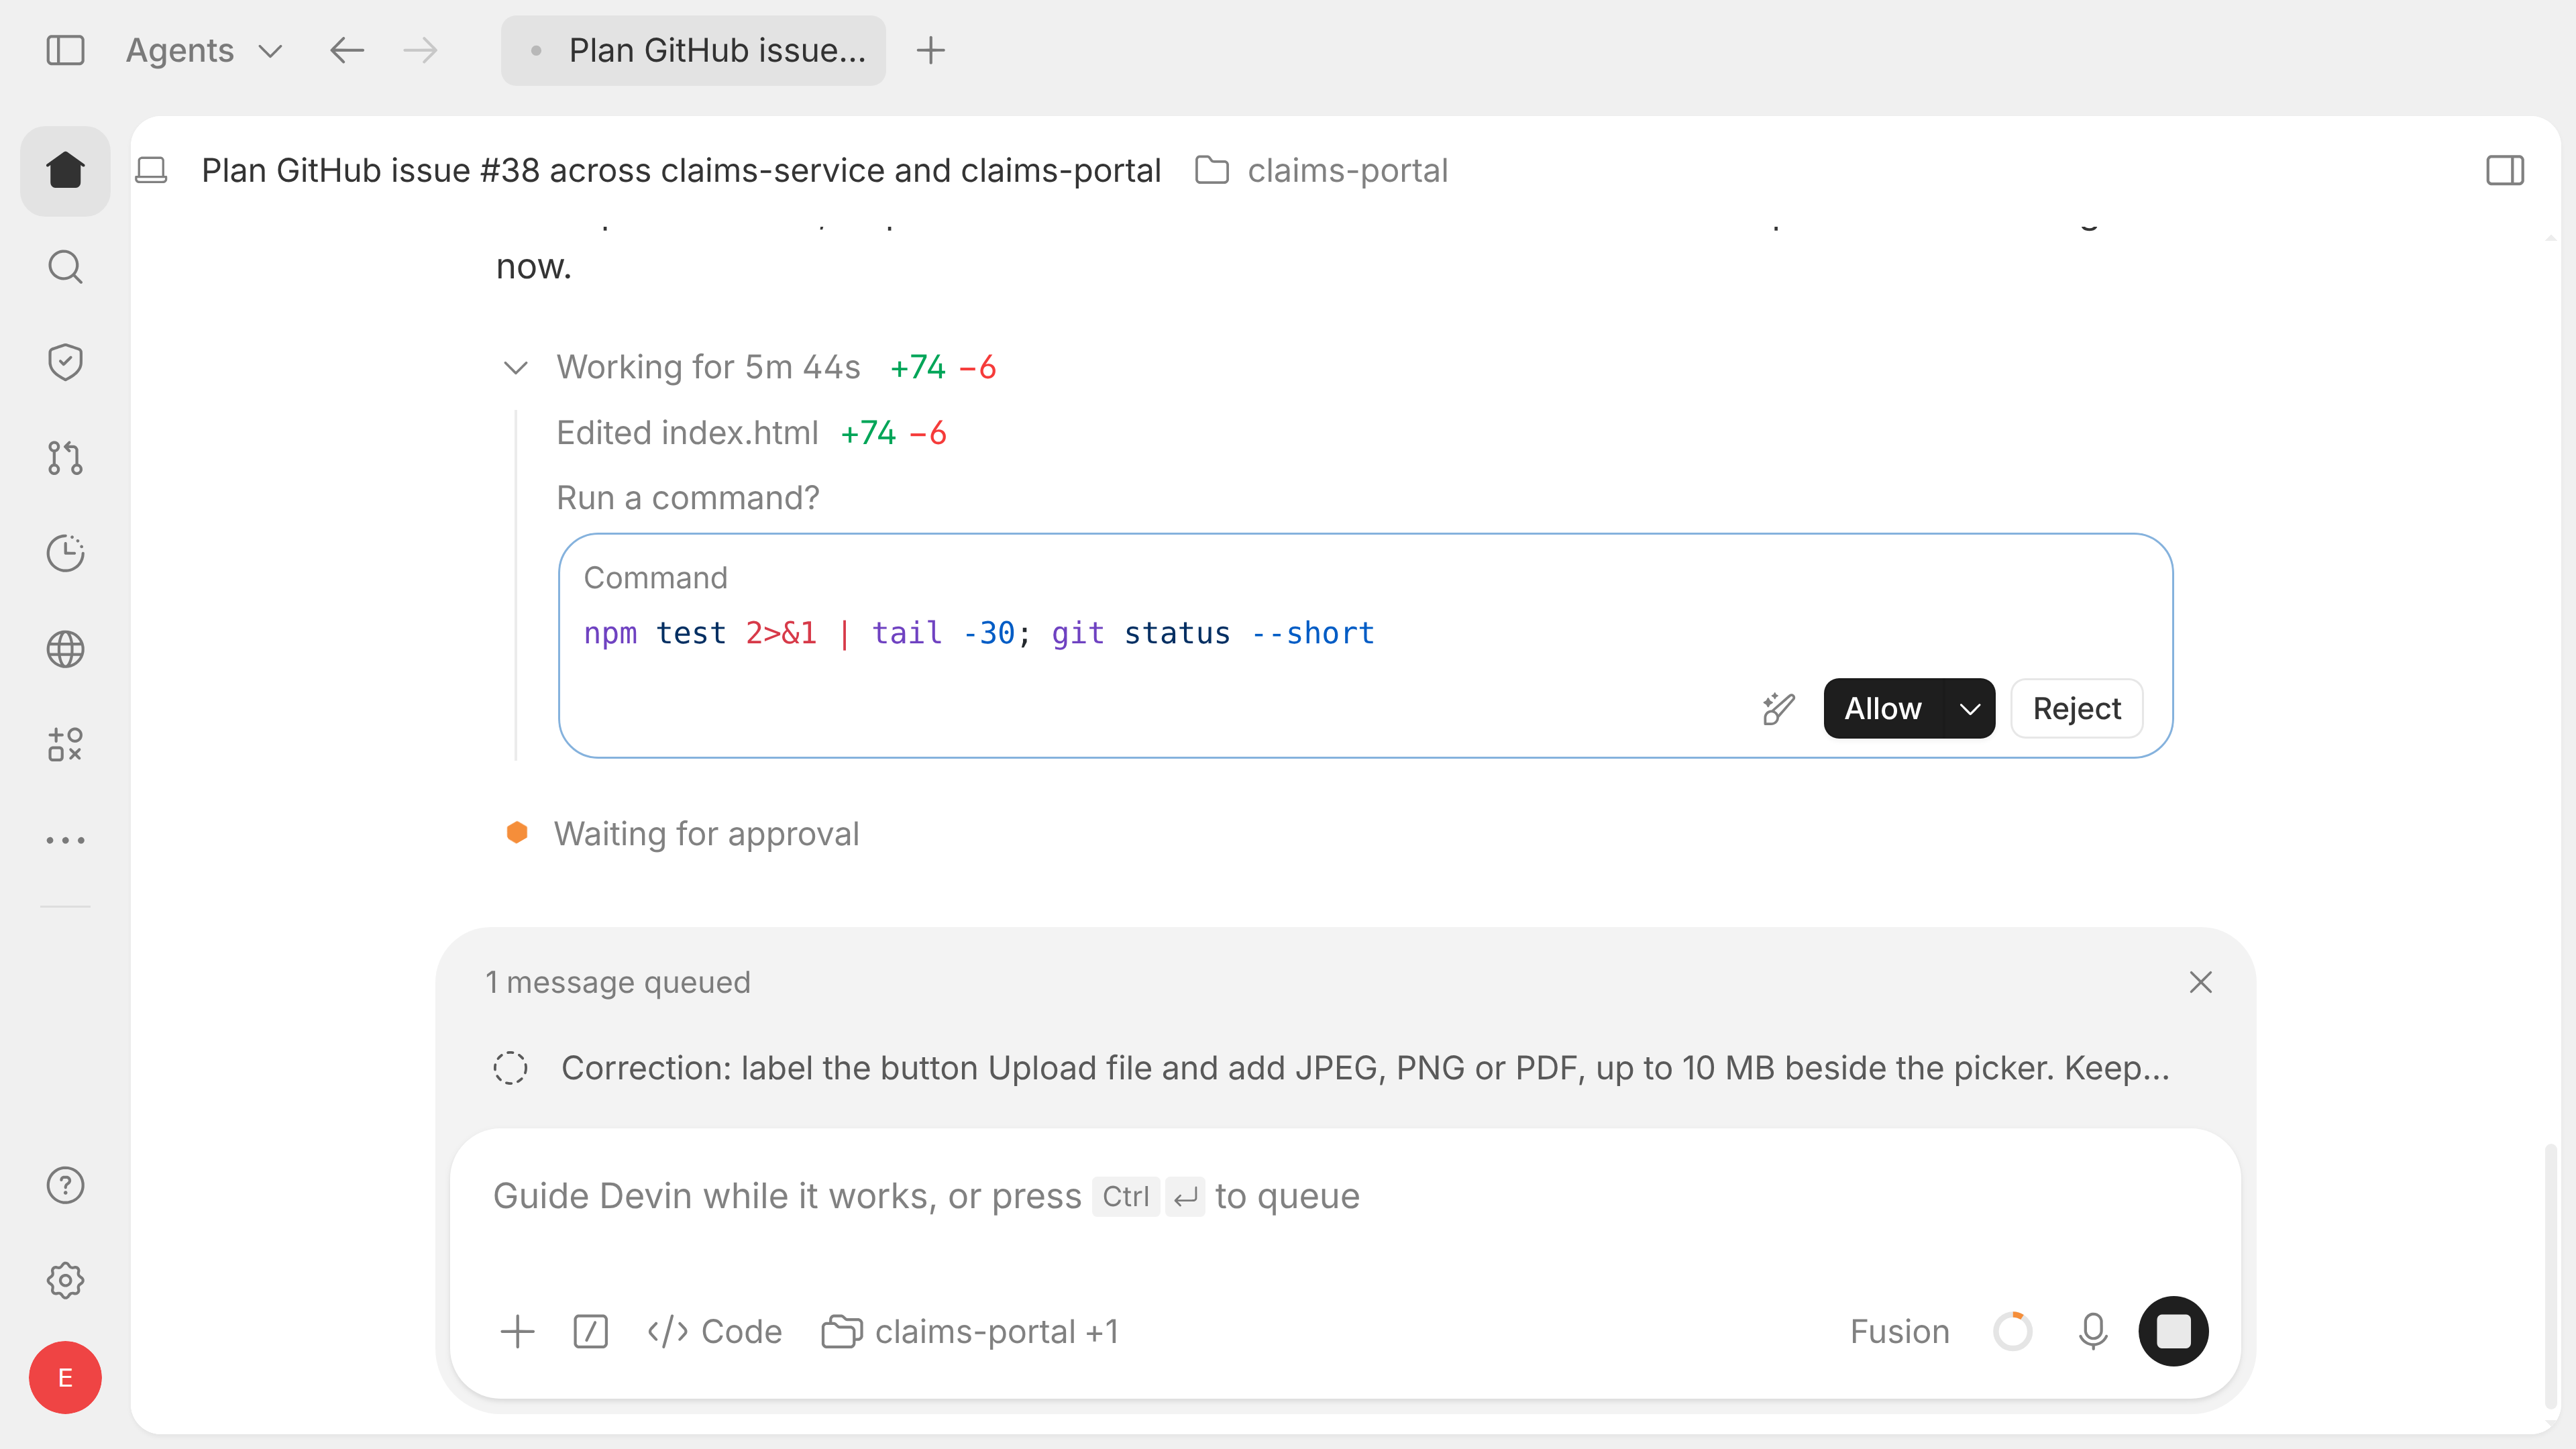 Agents
Plan GitHub issue...
Plan GitHub issue #38 across claims-service and claims-portal
claims-portal
now.
Working for 5m 44s +74 −6
Edited index.html +74 −6
Run a command?
Command
npm test 2>&1 | tail -30; git status --short
Allow
Reject
Waiting for approval
1 message queued
Correction: label the button Upload file and add JPEG, PNG or PDF, up to 10 MB beside the picker. Keep...
Guide Devin while it works, or press Ctrl ↵ to queue
Code
claims-portal +1
Fusion
E